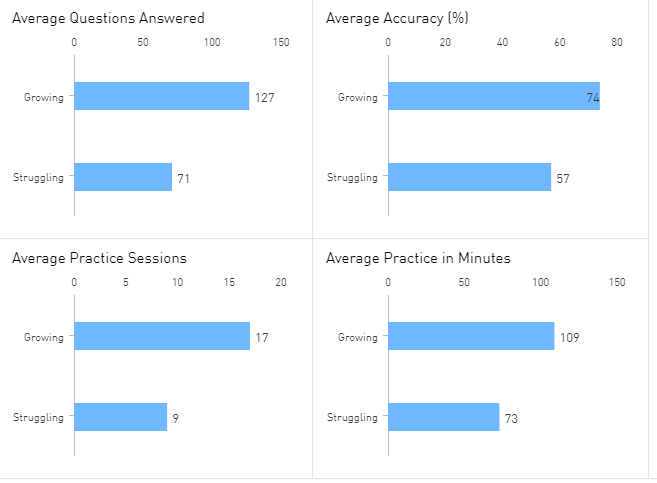 Average Questions Answered
0 50 100 150
Growing 127
Struggling 71
Average Accuracy (%)
0 20 40 60 80
Growing 74
Struggling 57
Average Practice Sessions
0 5 10 15 20
Growing 17
Struggling 9
Average Practice in Minutes
0 50 100 150
Growing 109
Struggling 73